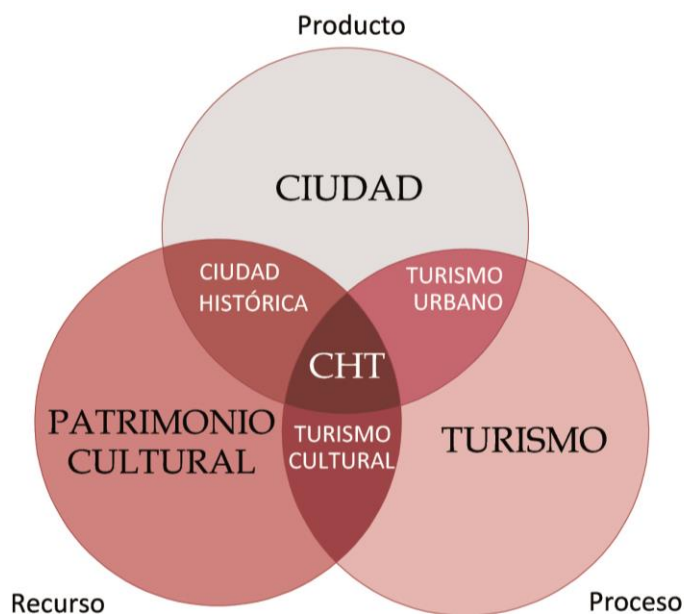 Producto
CIUDAD
CIUDAD
HISTÓRICA
TURISMO
URBANO
CHT
PATRIMONIO
CULTURAL
TURISMO
CULTURAL
TURISMO
Recurso
Proceso